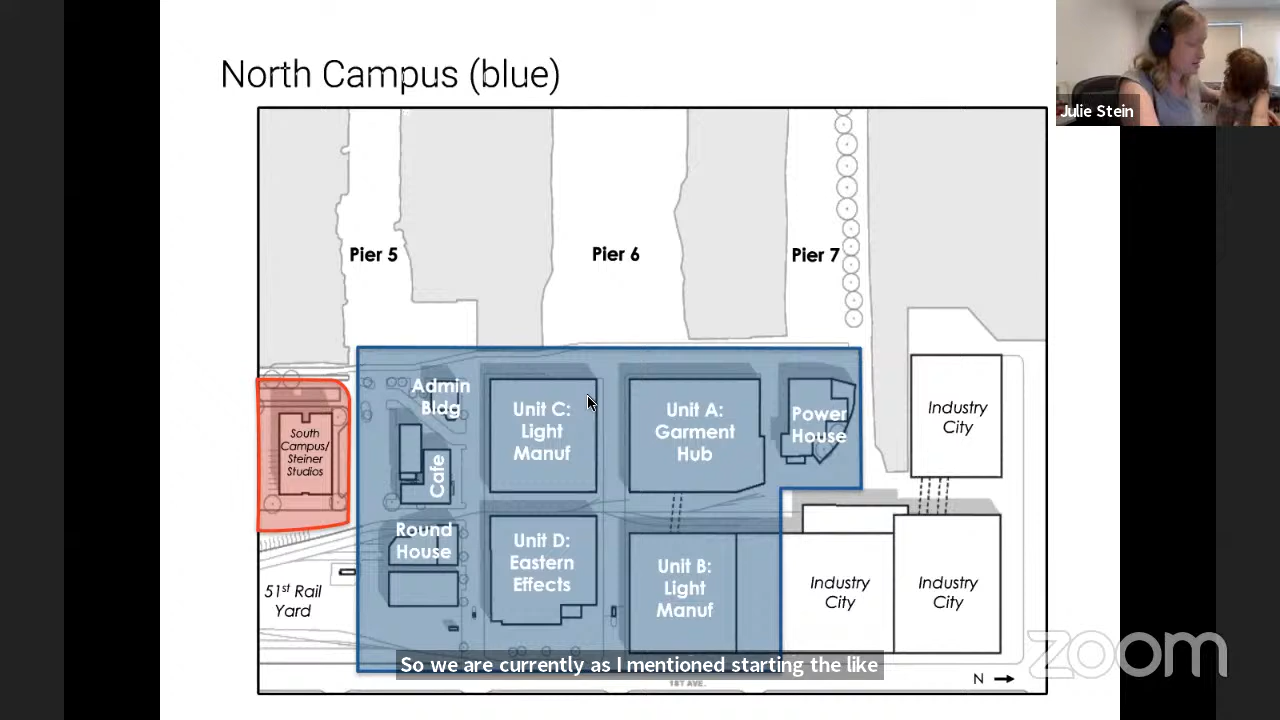 North Campus (blue)
Julie Stein
Pier 5
Pier 6
Pier 7
Admin
Bldg
Unit C:
Light
Manuf
Unit A:
Garment
Hub
Power
House
Industry
City
South
Campus/
Steiner
Studios
Cafe
Round
House
Unit D:
Eastern
Effects
Unit B:
Light
Manuf
Industry
City
Industry
City
51st Rail
Yard
So we are currently as I mentioned starting the like
1ST AVE.
N
zoom